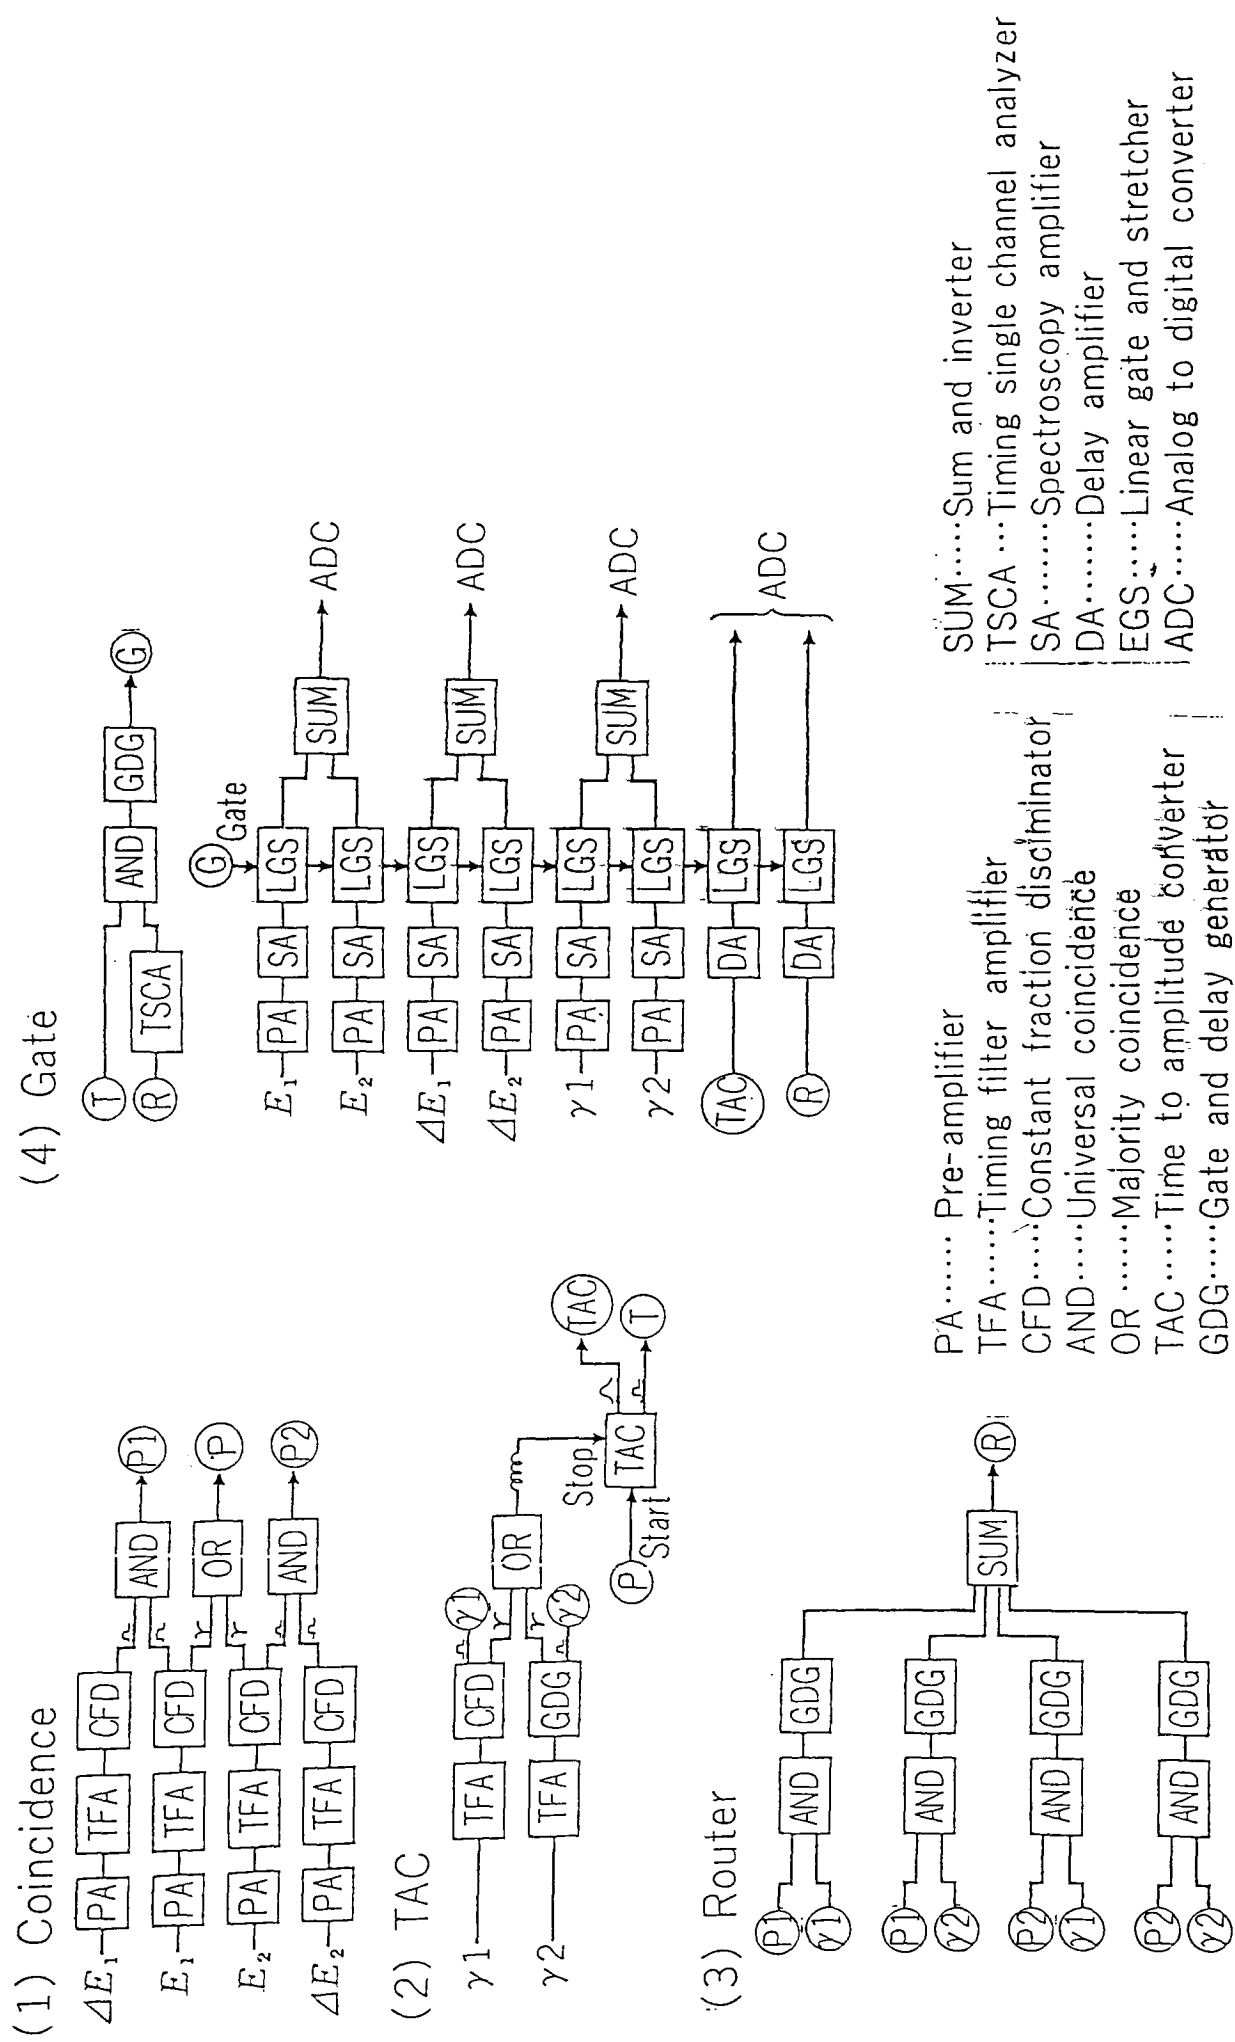 (1) Coincidence
ΔE₁ PA TFA CFD AND P1
E₁ PA TFA CFD OR P
E₂ PA TFA CFD AND P2
ΔE₂ PA TFA CFD
(2) TAC
γ1 TFA CFD γ1 OR
γ2 TFA GDG γ2
Stop
P Start TAC TAC T
(3) Router
P1 γ1 AND GDG
P1 γ2 AND GDG
P2 γ1 AND GDG
P2 γ2 AND GDG
SUM R
(4) Gate
T AND GDG G
R TSCA
G Gate
E₁ PA SA LGS SUM ADC
E₂ PA SA LGS
ΔE₁ PA SA LGS SUM ADC
ΔE₂ PA SA LGS
γ1 PA SA LGS SUM ADC
γ2 PA SA LGS
TAC DA LGS ADC
R DA LGS
PA······ Pre-amplifier
TFA······Timing filter amplifier
CFD·····Constant fraction discliminator
AND·····Universal coincidence
OR ······Majority coincidence
TAC·····Time to amplitude converter
GDG·····Gate and delay generator
SUM·····Sum and inverter
TSCA ···Timing single channel analyzer
SA·······Spectroscopy amplifier
DA·······Delay amplifier
EGS·····Linear gate and stretcher
ADC·····Analog to digital converter